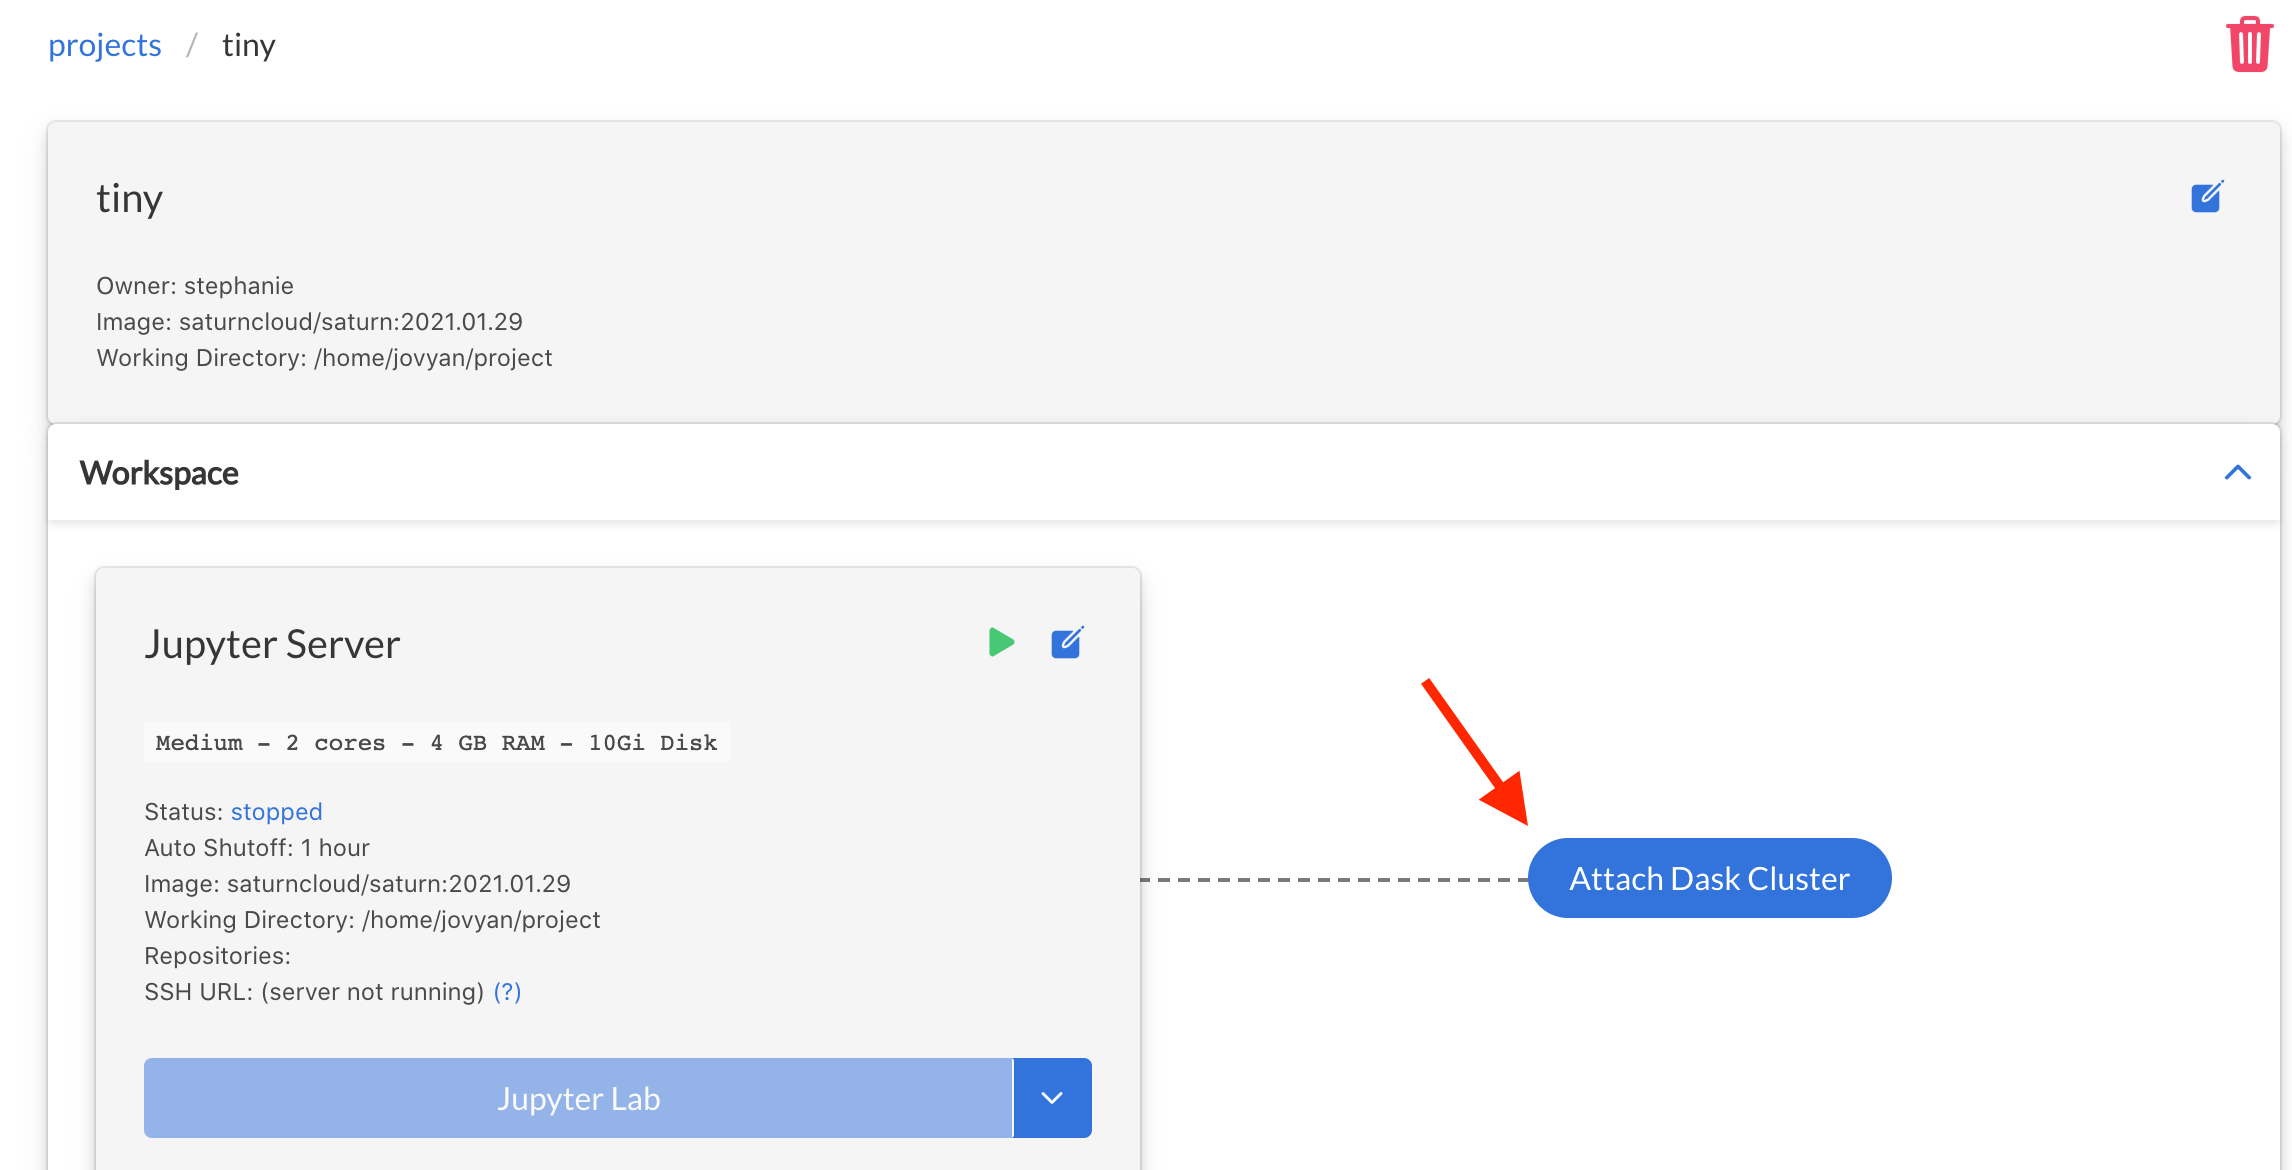 projects / tiny
tiny
Owner: stephanie
Image: saturncloud/saturn:2021.01.29
Working Directory: /home/jovyan/project
Workspace
Jupyter Server
Medium - 2 cores - 4 GB RAM - 10Gi Disk
Status: stopped
Auto Shutoff: 1 hour
Image: saturncloud/saturn:2021.01.29
Working Directory: /home/jovyan/project
Repositories:
SSH URL: (server not running) (?)
Jupyter Lab
Attach Dask Cluster